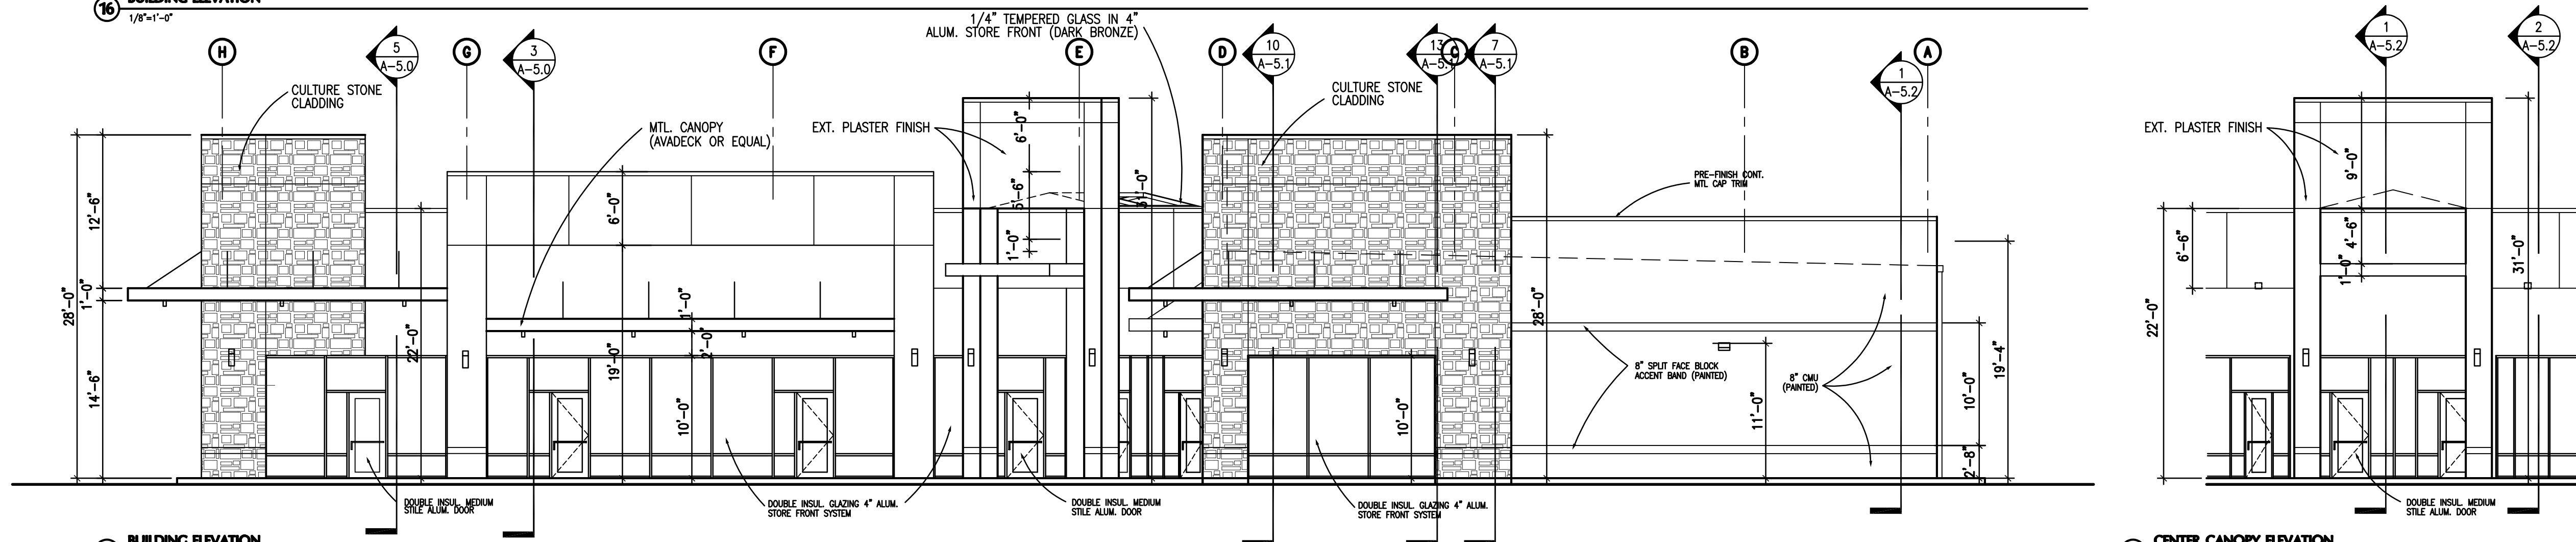 16 BUILDING ELEVATION
1/8"=1'-0"
1/4" TEMPERED GLASS IN 4"
ALUM. STORE FRONT (DARK BRONZE)
H
5
A-5.0
G
3
A-5.0
F
E
D
10
A-5.1
13
A-5.1
C
7
A-5.1
B
1
A-5.2
A
1
A-5.2
2
A-5.2
CULTURE STONE
CLADDING
MTL. CANOPY
(AVADECK OR EQUAL)
EXT. PLASTER FINISH
CULTURE STONE
CLADDING
PRE-FINISH CONT.
MTL CAP TRIM
EXT. PLASTER FINISH
28'-0"
12'-6"
1'-0"
14'-6"
22'-0"
6'-0"
19'-0"
1'-0"
2'-0"
10'-0"
6'-0"
5'-6"
1'-0"
31'-0"
10'-0"
28'-0"
11'-0"
10'-0"
2'-8"
19'-4"
22'-0"
6'-6"
9'-0"
4'-6"
1'-0"
31'-0"
8" SPLIT FACE BLOCK
ACCENT BAND (PAINTED)
8" CMU
(PAINTED)
DOUBLE INSUL. MEDIUM
STILE ALUM. DOOR
DOUBLE INSUL. GLAZING 4" ALUM.
STORE FRONT SYSTEM
DOUBLE INSUL. MEDIUM
STILE ALUM. DOOR
DOUBLE INSUL. GLAZING 4" ALUM.
STORE FRONT SYSTEM
DOUBLE INSUL. MEDIUM
STILE ALUM. DOOR
BUILDING ELEVATION
CENTER CANOPY ELEVATION